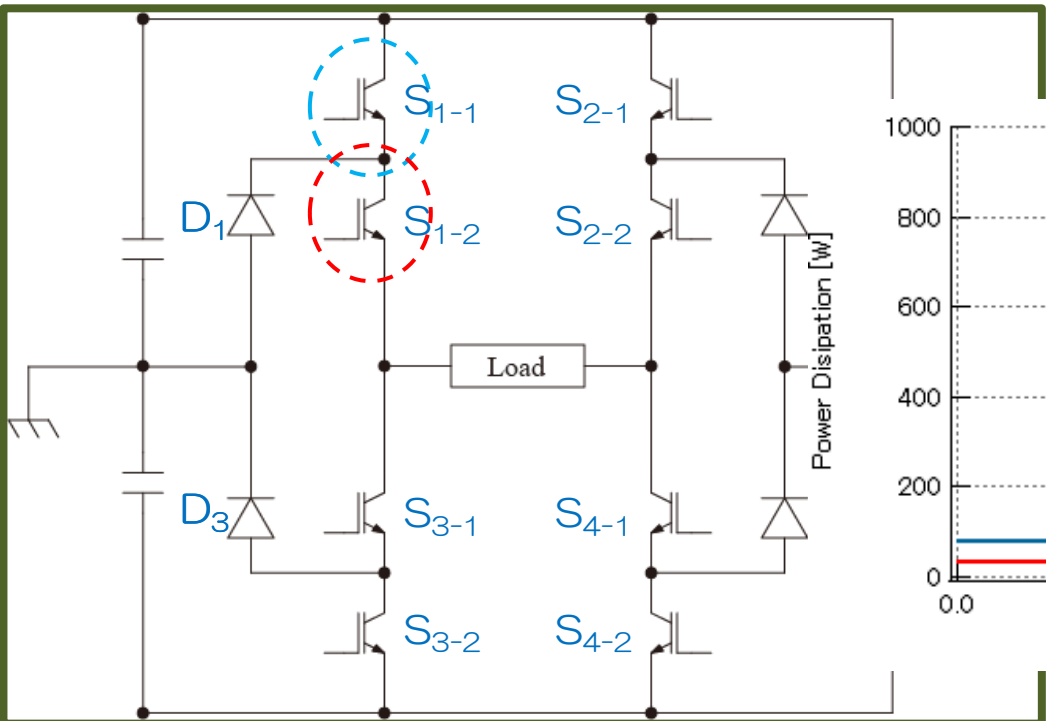 S1-1
S2-1
1000
D1
S1-2
S2-2
800
Power Disipation [W]
600
Load
400
D3
S3-1
S4-1
200
0
0.0
S3-2
S4-2